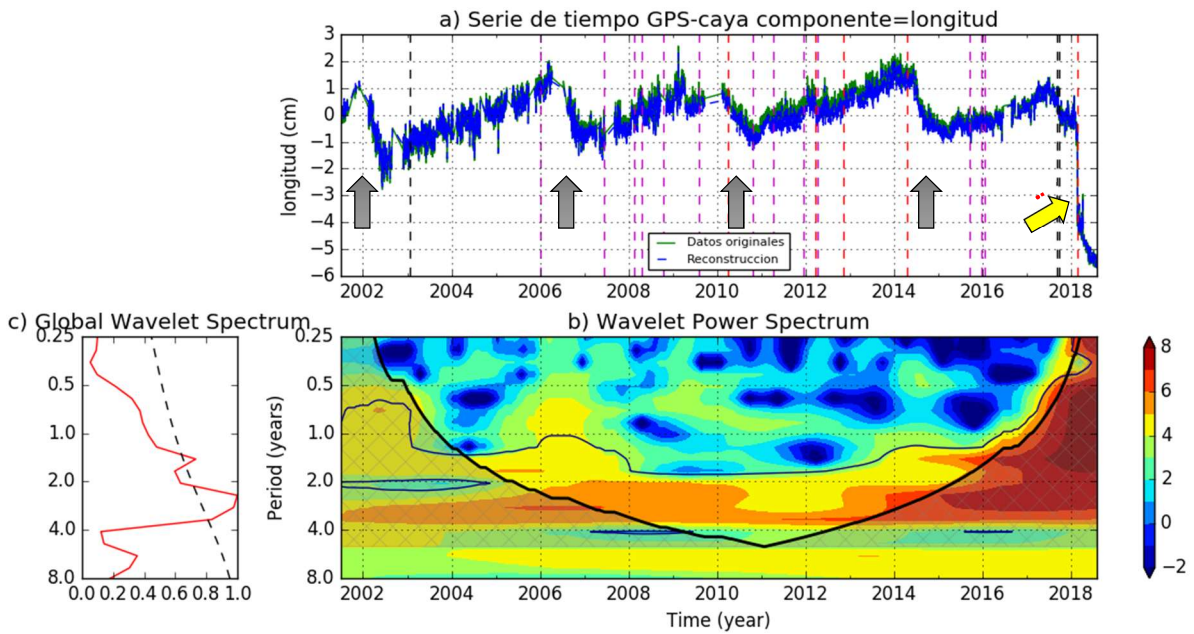 a) Serie de tiempo GPS-caya componente=longitud
3
2
1
0
−1
−2
−3
−4
−5
−6
longitud (cm)
Datos originales
Reconstruccion
2002 2004 2006 2008 2010 2012 2014 2016 2018
c) Global Wavelet Spectrum
0.25
0.5
1.0
2.0
4.0
8.0
0.0 0.2 0.4 0.6 0.8 1.0
b) Wavelet Power Spectrum
0.25
0.5
1.0
2.0
4.0
8.0
Period (years)
2002 2004 2006 2008 2010 2012 2014 2016 2018
Time (year)
8
6
4
2
0
−2